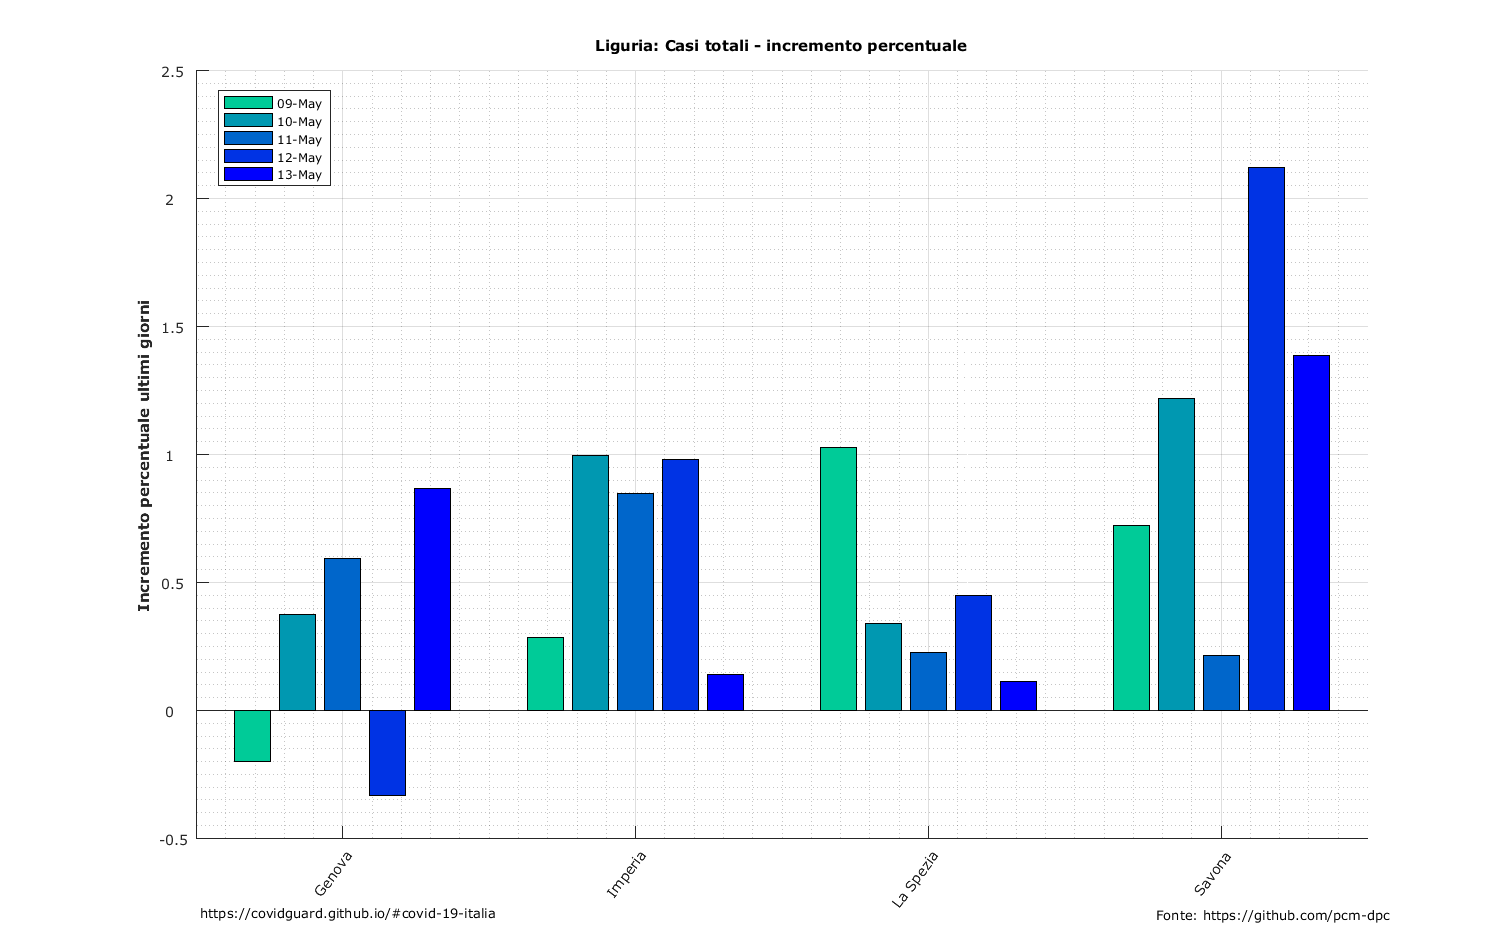 Liguria: Casi totali - incremento percentuale
2.5
2
1.5
1
0.5
0
-0.5
Incremento percentuale ultimi giorni
09-May
10-May
11-May
12-May
13-May
Genova
Imperia
La Spezia
Savona
https://covidguard.github.io/#covid-19-italia
Fonte: https://github.com/pcm-dpc